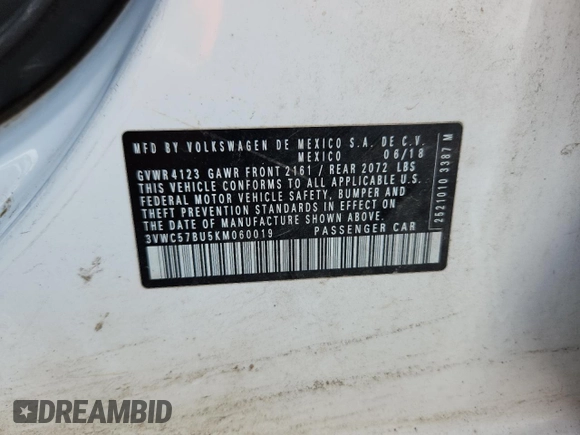 MFD BY VOLKSWAGEN DE MEXICO S.A. DE C.V.
MEXICO 06/18
GVWR 4123 GAWR FRONT 2161 / REAR 2072 LBS
THIS VEHICLE CONFORMS TO ALL APPLICABLE U.S.
FEDERAL MOTOR VEHICLE SAFETY, BUMPER AND
THEFT PREVENTION STANDARDS IN EFFECT ON
THE DATE OF MANUFACTURE SHOWN ABOVE.
3VWC57BU5KM060019 PASSENGER CAR
2521010 3387 M
DREAMBID